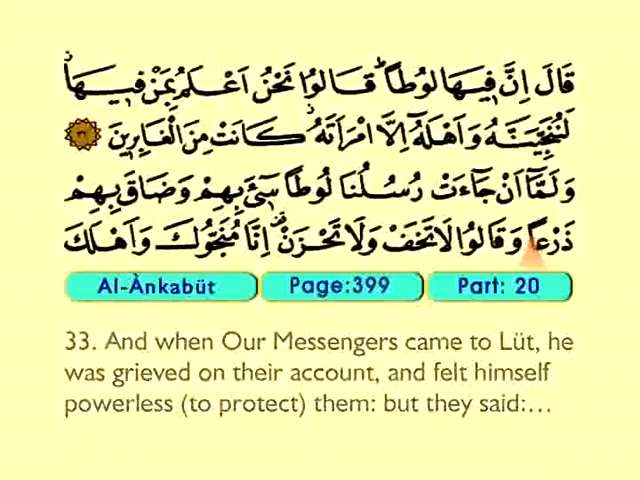 قَالَ إِنَّ فِيهَا لُوطًا ۚ قَالُوا نَحْنُ أَعْلَمُ بِمَنْ فِيهَا ۖ
لَنُنَجِّيَنَّهُ وَأَهْلَهُ إِلَّا امْرَأَتَهُ كَانَتْ مِنَ الْغَابِرِينَ ٣٢
وَلَمَّا أَنْ جَاءَتْ رُسُلُنَا لُوطًا سِيءَ بِهِمْ وَضَاقَ بِهِمْ
ذَرْعًا وَقَالُوا لَا تَخَفْ وَلَا تَحْزَنْ ۖ إِنَّا مُنَجُّوكَ وَأَهْلَكَ
Al-Ànkabüt Page:399 Part: 20
33. And when Our Messengers came to Lüt, he
was grieved on their account, and felt himself
powerless (to protect) them: but they said:...